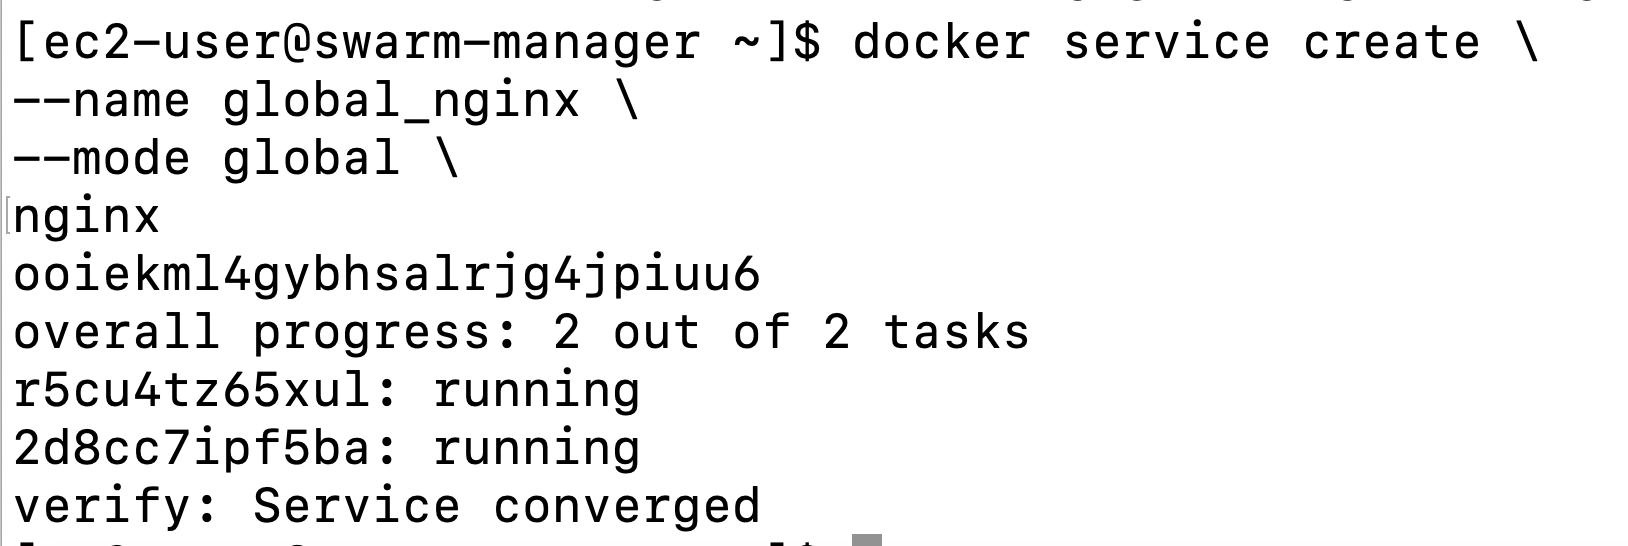 [ec2-user@swarm-manager ~]$ docker service create \
--name global_nginx \
--mode global \
nginx
ooiekml4gybhsalrjg4jpiuu6
overall progress: 2 out of 2 tasks
r5cu4tz65xul: running
2d8cc7ipf5ba: running
verify: Service converged